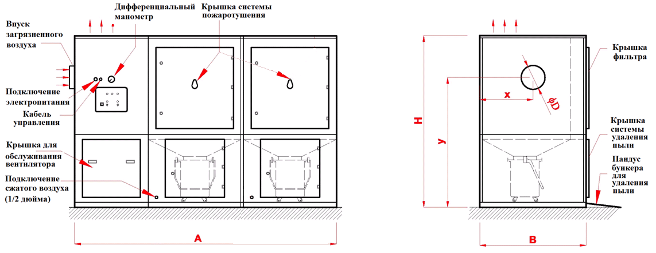 Впуск
загрязненного
воздуха
Дифференциальный
манометр
Крышка системы
пожаротушения
Подключение
электропитания
Кабель
управления
Крышка для
обслуживания
вентилятора
Подключение
сжатого воздуха
(1/2 дюйма)
A
H
x
y
ϕD
B
Крышка
фильтра
Крышка
системы
удаления
пыли
Пандус
бункера
для
удаления
пыли